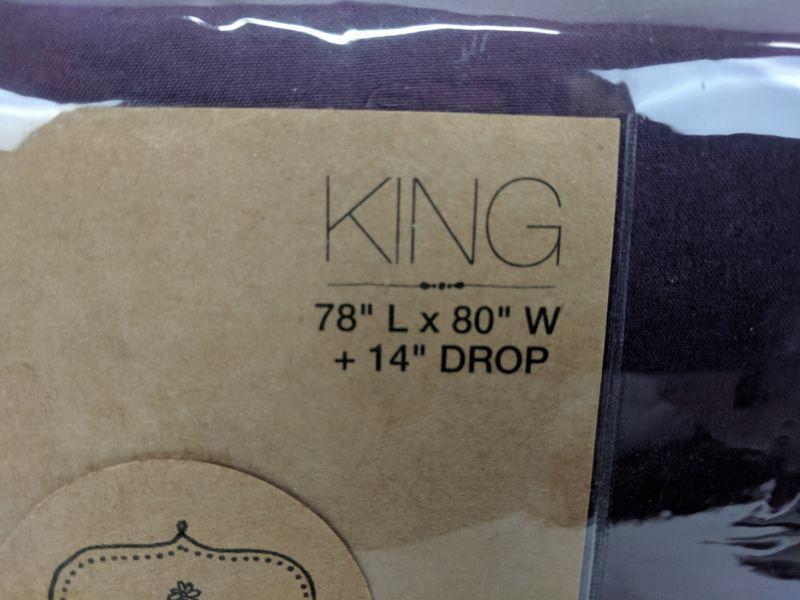 KING
78" L x 80" W
+ 14" DROP